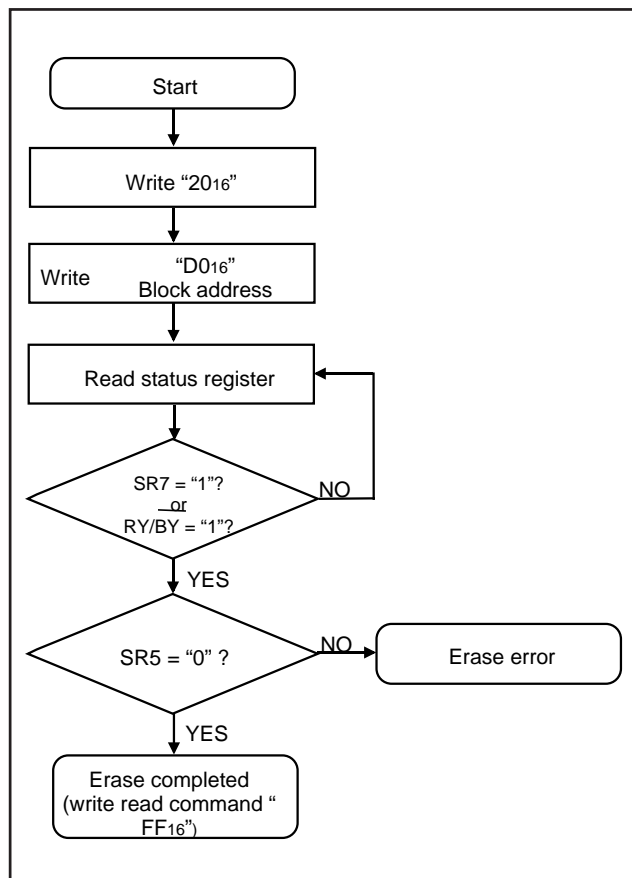 Start
Write “2016”
“D016”
Write Block address
Read status register
SR7 = “1”?
or
RY/BY = “1”?
NO
YES
SR5 = “0” ?
NO
Erase error
YES
Erase completed
(write read command “
FF16”)